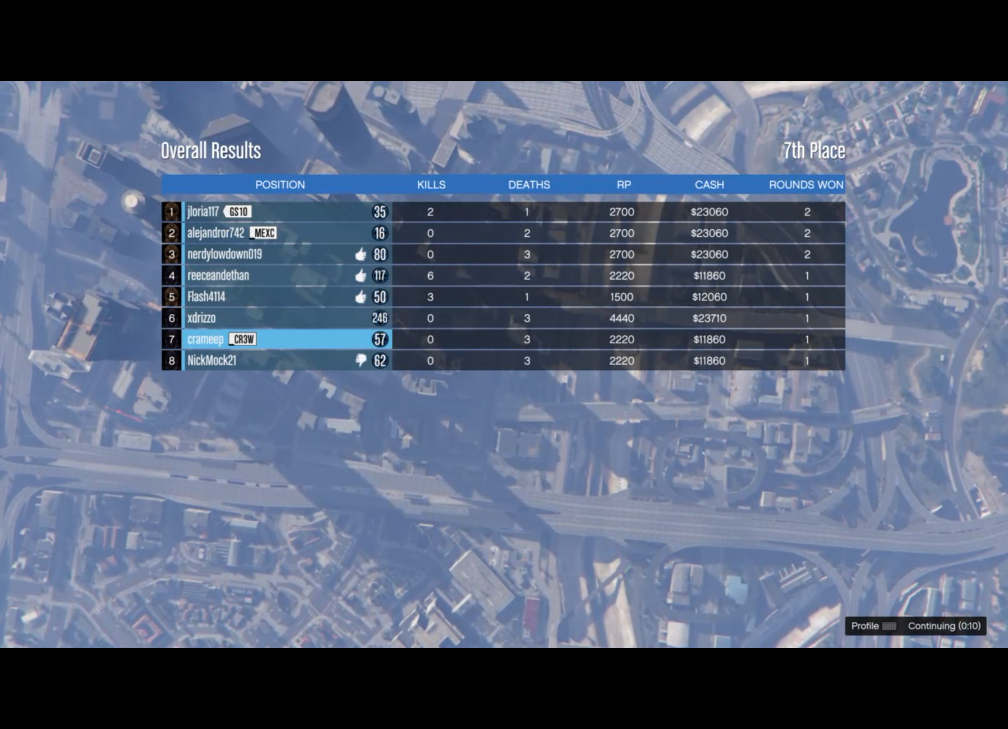 Overall Results 7th Place
POSITION KILLS DEATHS RP CASH ROUNDS WON
1 jloria117 GS10 35 2 1 2700 $23060 2
2 alejandror742 _MEXC 16 0 2 2700 $23060 2
3 nerdylowdown019 80 0 3 2700 $23060 2
4 reeceandethan 117 6 2 2220 $11860 1
5 Flash4114 50 3 1 1500 $12060 1
6 xdrizzo 246 0 3 4440 $23710 1
7 crameep _CR3W 57 0 3 2220 $11860 1
8 NickMock21 62 0 3 2220 $11860 1
Profile Continuing (0:10)